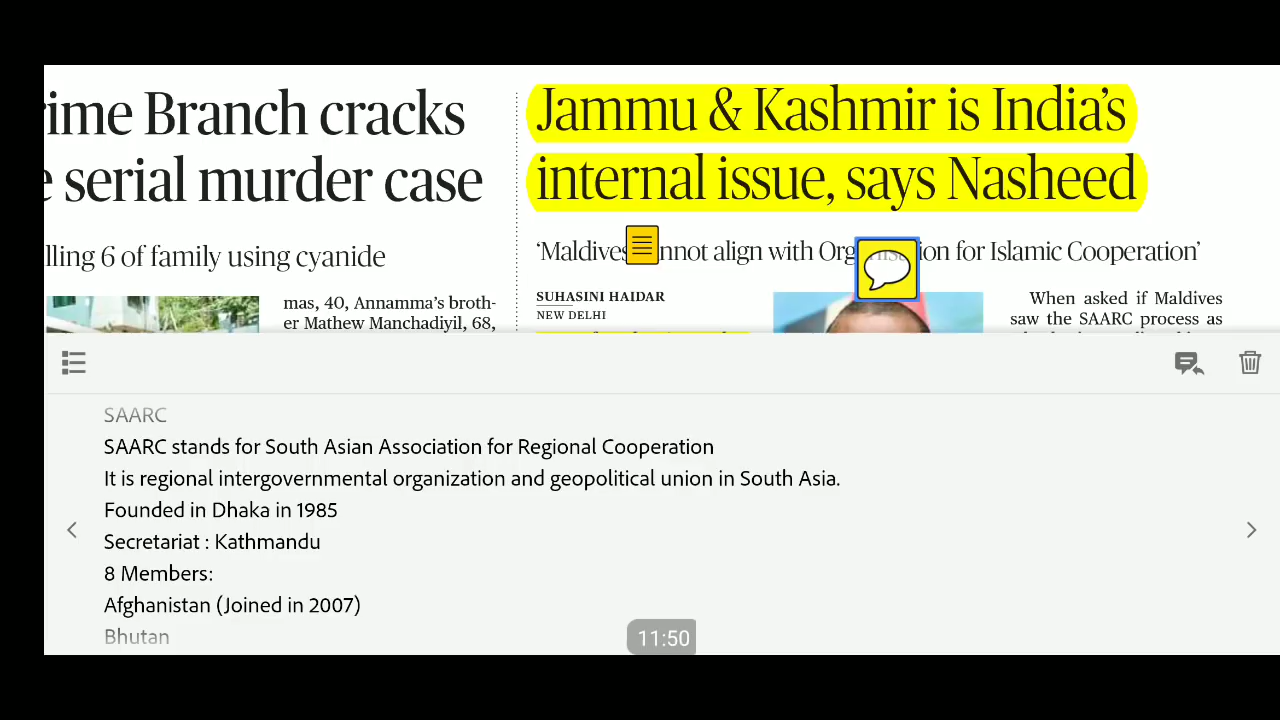 rime Branch cracks
e serial murder case
lling 6 of family using cyanide
mas, 40, Annamma's broth-
er Mathew Manchadiyil, 68,
Jammu & Kashmir is India's
internal issue, says Nasheed
'Maldives nnot align with Org ion for Islamic Cooperation'
SUHASINI HAIDAR
NEW DELHI
When asked if Maldives
saw the SAARC process as
SAARC
SAARC stands for South Asian Association for Regional Cooperation
It is regional intergovernmental organization and geopolitical union in South Asia.
Founded in Dhaka in 1985
Secretariat : Kathmandu
8 Members:
Afghanistan (Joined in 2007)
Bhutan
11:50